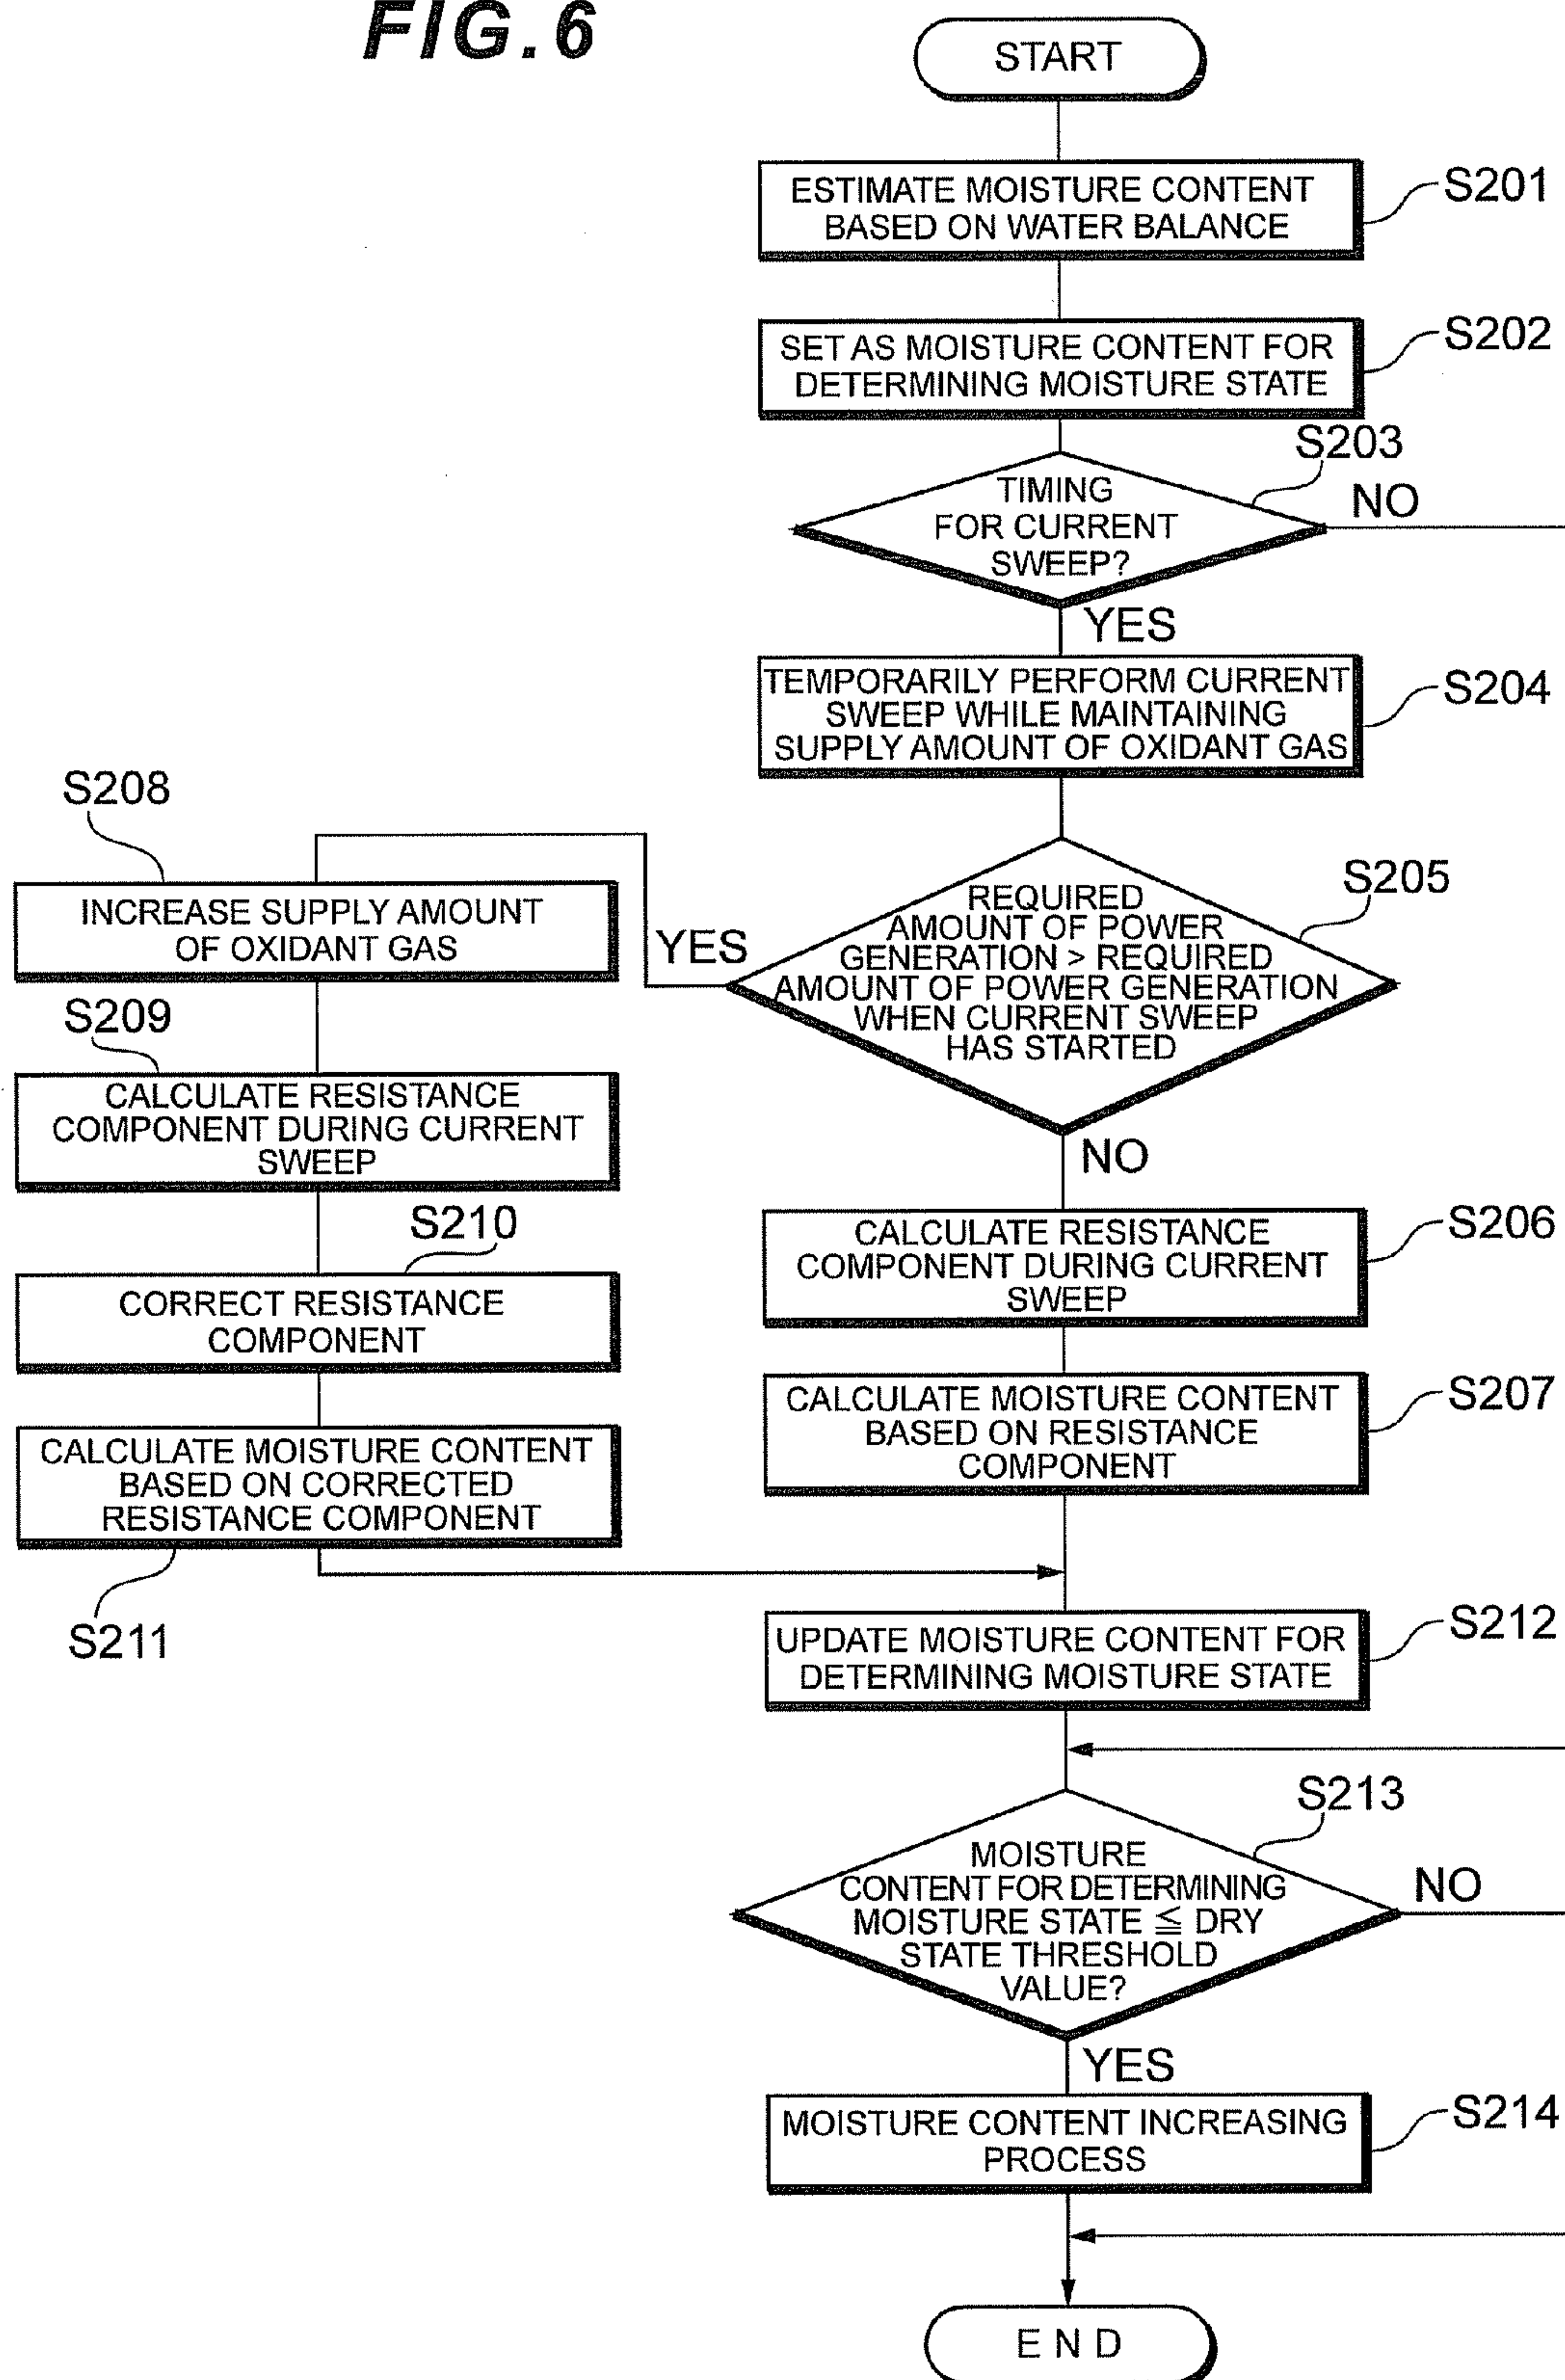 FIG. 6
START
ESTIMATE MOISTURE CONTENT
BASED ON WATER BALANCE
S201
SET AS MOISTURE CONTENT FOR
DETERMINING MOISTURE STATE
S202
S203
TIMING
FOR CURRENT
SWEEP?
NO
YES
TEMPORARILY PERFORM CURRENT
SWEEP WHILE MAINTAINING
SUPPLY AMOUNT OF OXIDANT GAS
S204
S208
INCREASE SUPPLY AMOUNT
OF OXIDANT GAS
YES
REQUIRED
AMOUNT OF POWER
GENERATION > REQUIRED
AMOUNT OF POWER GENERATION
WHEN CURRENT SWEEP
HAS STARTED
S205
NO
S209
CALCULATE RESISTANCE
COMPONENT DURING CURRENT
SWEEP
S210
CORRECT RESISTANCE
COMPONENT
CALCULATE RESISTANCE
COMPONENT DURING CURRENT
SWEEP
S206
CALCULATE MOISTURE CONTENT
BASED ON RESISTANCE
COMPONENT
S207
CALCULATE MOISTURE CONTENT
BASED ON CORRECTED
RESISTANCE COMPONENT
S211
UPDATE MOISTURE CONTENT FOR
DETERMINING MOISTURE STATE
S212
S213
MOISTURE
CONTENT FOR DETERMINING
MOISTURE STATE ≦ DRY
STATE THRESHOLD
VALUE?
NO
YES
MOISTURE CONTENT INCREASING
PROCESS
S214
END